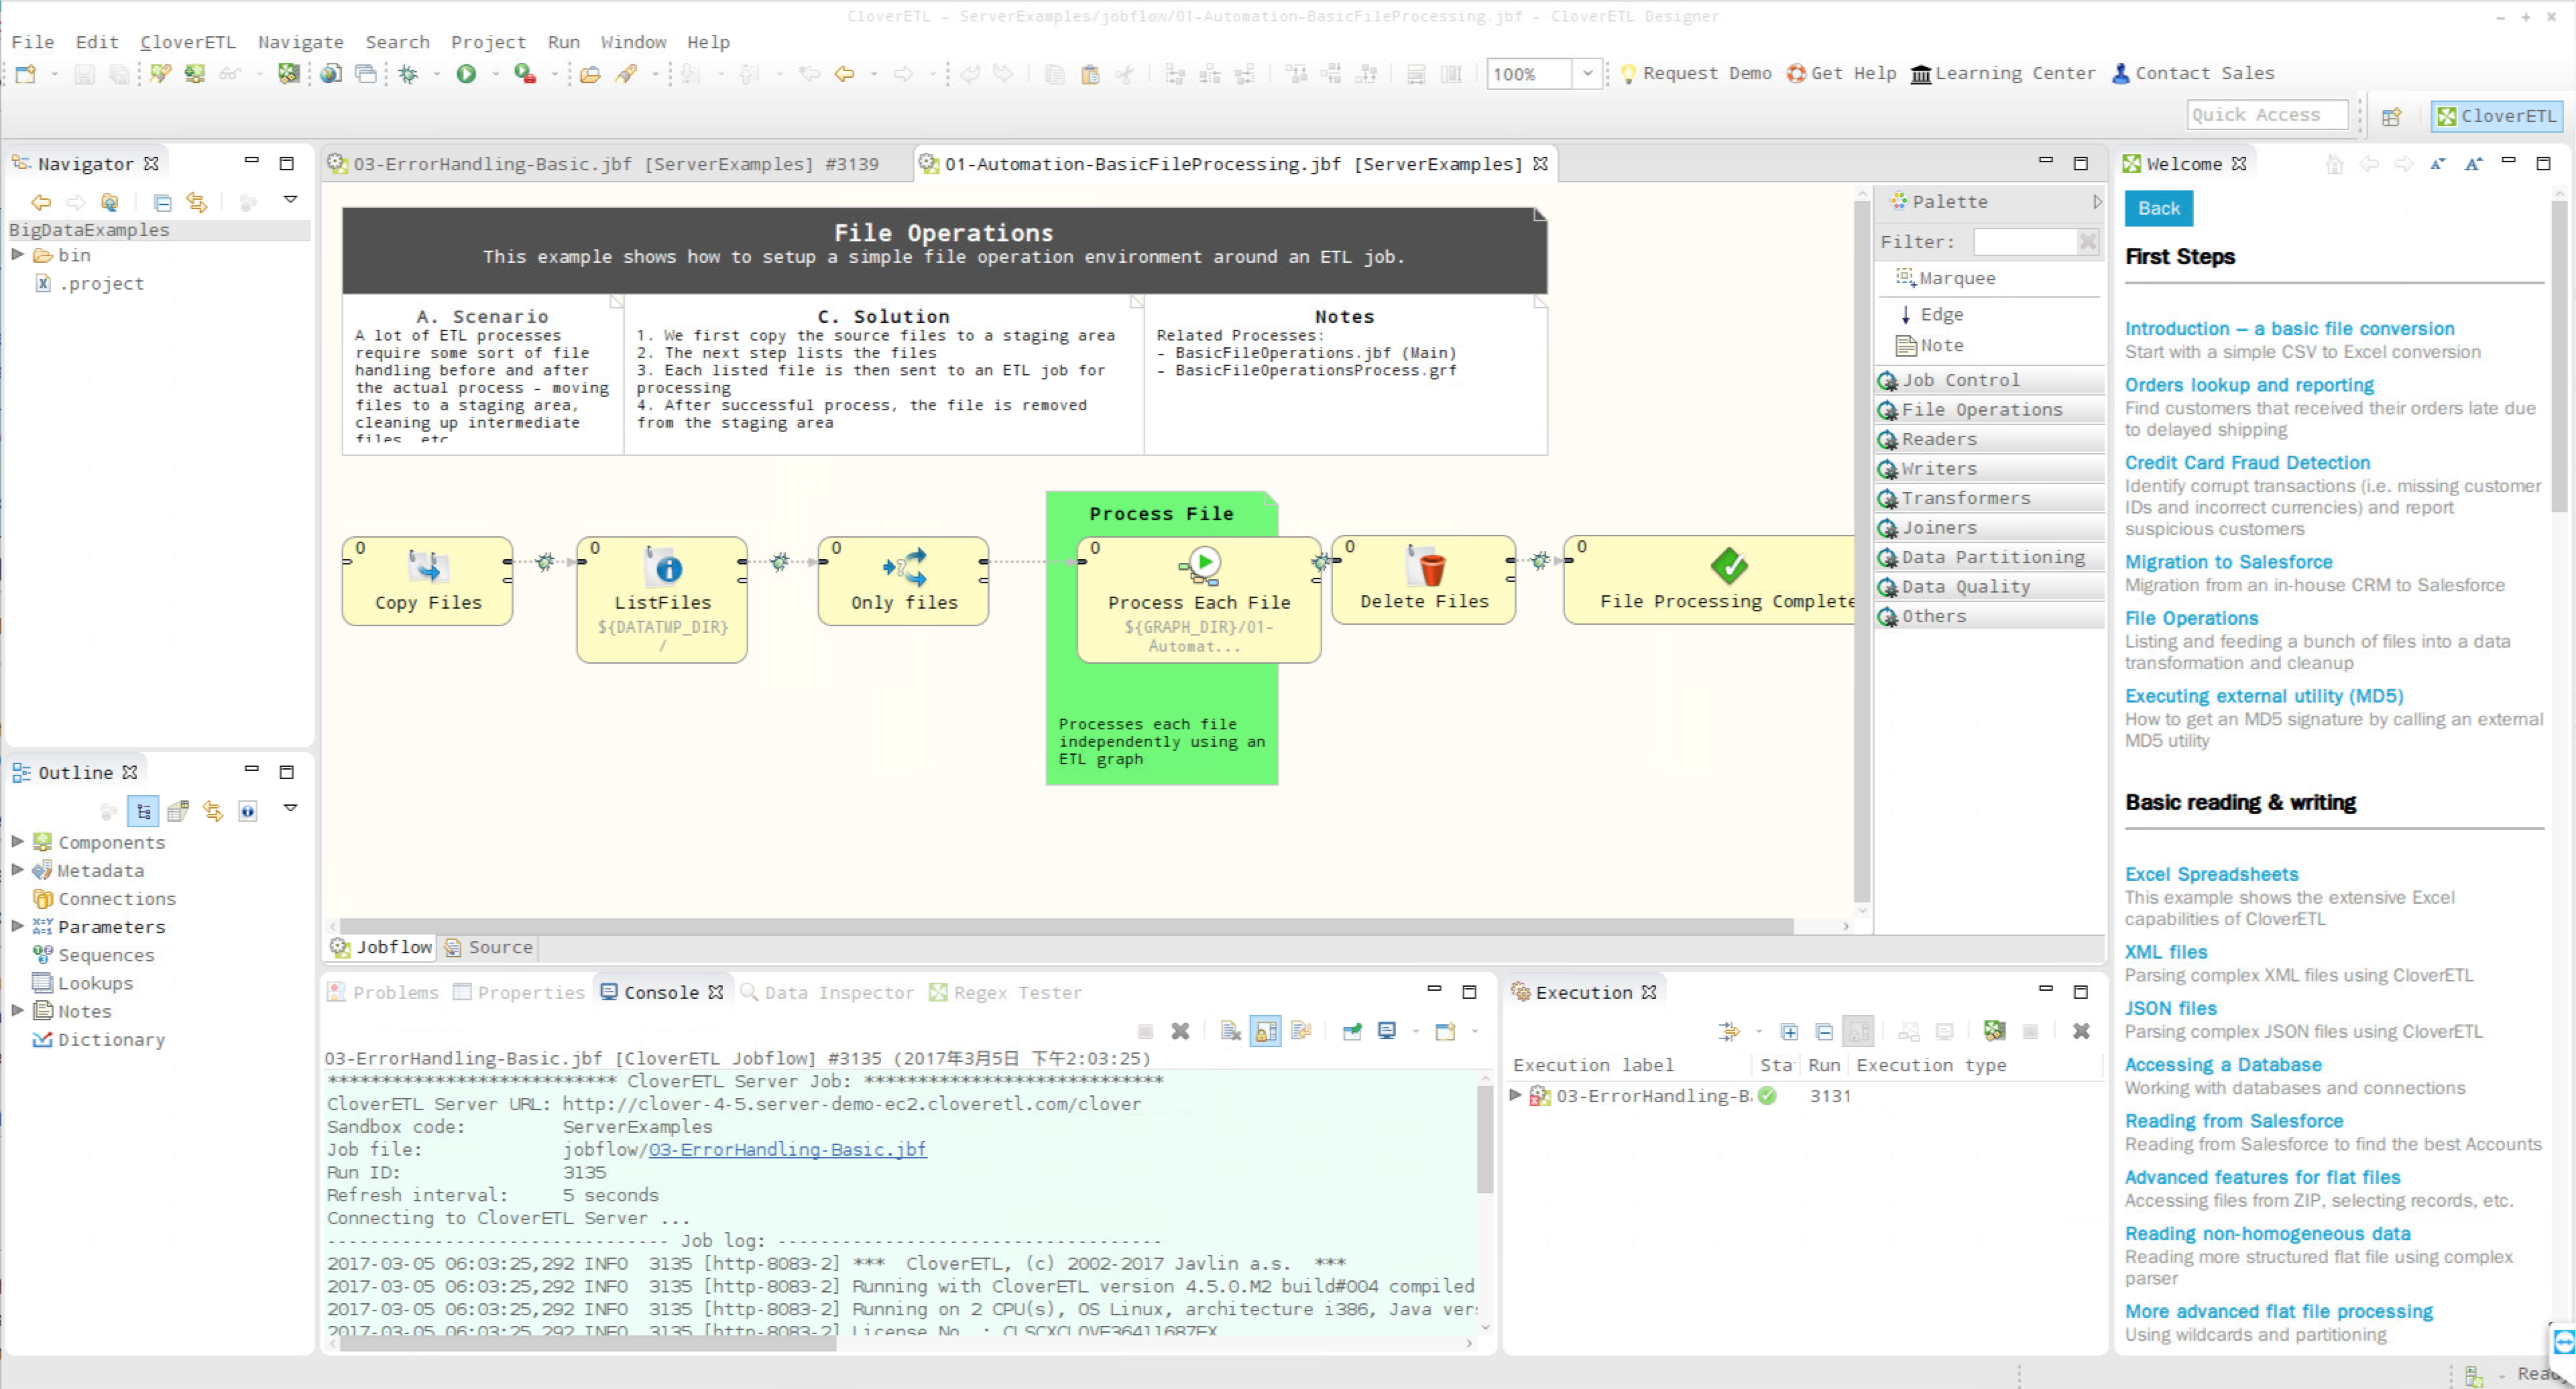 CloverETL - ServerExamples/jobflow/01-Automation-BasicFileProcessing.jbf - CloverETL Designer
File Edit CloverETL Navigate Search Project Run Window Help
100% Request Demo Get Help Learning Center Contact Sales
Quick Access CloverETL
Navigator
BigDataExamples
bin
.project
03-ErrorHandling-Basic.jbf [ServerExamples] #3139
01-Automation-BasicFileProcessing.jbf [ServerExamples]
File Operations
This example shows how to setup a simple file operation environment around an ETL job.
A. Scenario
A lot of ETL processes
require some sort of file
handling before and after
the actual process - moving
files to a staging area,
cleaning up intermediate
files, etc
C. Solution
1. We first copy the source files to a staging area
2. The next step lists the files
3. Each listed file is then sent to an ETL job for
processing
4. After successful process, the file is removed
from the staging area
Notes
Related Processes:
- BasicFileOperations.jbf (Main)
- BasicFileOperationsProcess.grf
Process File
0
Copy Files
0
ListFiles
${DATATMP_DIR}
/
0
Only files
0
Process Each File
${GRAPH_DIR}/01-
Automat...
0
Delete Files
0
File Processing Complete
Processes each file
independently using an
ETL graph
Palette
Filter:
Marquee
Edge
Note
Job Control
File Operations
Readers
Writers
Transformers
Joiners
Data Partitioning
Data Quality
Others
Jobflow Source
Outline
Components
Metadata
Connections
Parameters
Sequences
Lookups
Notes
Dictionary
Problems Properties Console Data Inspector Regex Tester
03-ErrorHandling-Basic.jbf [CloverETL Jobflow] #3135 (2017年3月5日 下午2:03:25)
*************************** CloverETL Server Job: ****************************
CloverETL Server URL: http://clover-4-5.server-demo-ec2.cloveretl.com/clover
Sandbox code: ServerExamples
Job file: jobflow/03-ErrorHandling-Basic.jbf
Run ID: 3135
Refresh interval: 5 seconds
Connecting to CloverETL Server ...
-------------------------------- Job log: ------------------------------------
2017-03-05 06:03:25,292 INFO 3135 [http-8083-2] *** CloverETL, (c) 2002-2017 Javlin a.s. ***
2017-03-05 06:03:25,292 INFO 3135 [http-8083-2] Running with CloverETL version 4.5.0.M2 build#004 compiled
2017-03-05 06:03:25,292 INFO 3135 [http-8083-2] Running on 2 CPU(s), OS Linux, architecture i386, Java ver
2017-03-05 06:03:25,292 INFO 3135 [http-8083-2] License No. : CLSCXCLOVE36411687EX
Execution
Execution label Sta Run Execution type
03-ErrorHandling-B 3131
Welcome
Back
First Steps
Introduction – a basic file conversion
Start with a simple CSV to Excel conversion
Orders lookup and reporting
Find customers that received their orders late due
to delayed shipping
Credit Card Fraud Detection
Identify corrupt transactions (i.e. missing customer
IDs and incorrect currencies) and report
suspicious customers
Migration to Salesforce
Migration from an in-house CRM to Salesforce
File Operations
Listing and feeding a bunch of files into a data
transfomation and cleanup
Executing external utility (MD5)
How to get an MD5 signature by calling an external
MD5 utility
Basic reading & writing
Excel Spreadsheets
This example shows the extensive Excel
capabilities of CloverETL
XML files
Parsing complex XML files using CloverETL
JSON files
Parsing complex JSON files using CloverETL
Accessing a Database
Working with databases and connections
Reading from Salesforce
Reading from Salesforce to find the best Accounts
Advanced features for flat files
Accessing files from ZIP, selecting records, etc.
Reading non-homogeneous data
Reading more structured flat file using complex
parser
More advanced flat file processing
Using wildcards and partitioning